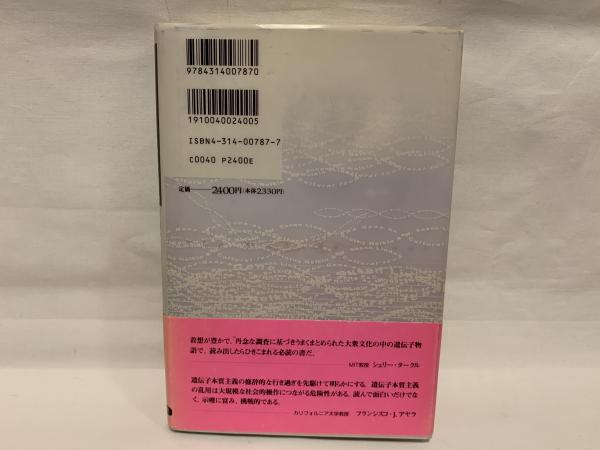 9784314007870
1910040024005
ISBN4-314-00787-7
C0040 P2400E
定価——2400円(本体2330円)
着想が豊かで、丹念な調査に基づきうまくまとめられた大衆文化の中の遺伝子物
語で、読み出したらひきこまれる必読の書だ。
MIT教授 シェリー・タークル
遺伝子本質主義の修辞的な行き過ぎを先駆けて明らかにする。遺伝子本質主義
の乱用は大規模な社会的操作につながる危険性がある。読んで面白いだけでな
く、示唆に富み、挑戦的である。
カリフォルニア大学教授 フランシスコ・J.アヤラ